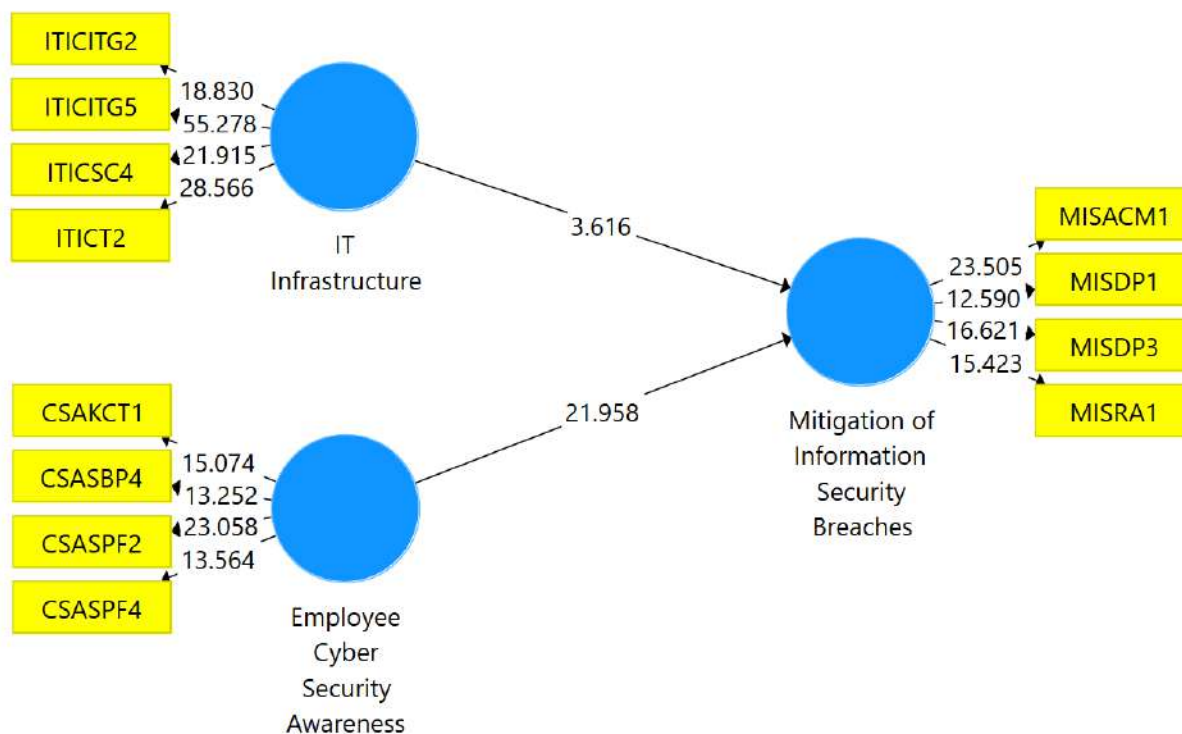 ITICITG2
18.830
ITICITG5
55.278
ITICSC4
21.915
28.566
ITICT2
IT
Infrastructure
3.616
CSAKCT1
15.074
CSASBP4
13.252
CSASPF2
23.058
13.564
CSASPF4
Employee
Cyber
Security
Awareness
21.958
MISACM1
23.505
MISDP1
12.590
MISDP3
16.621
15.423
MISRA1
Mitigation of
Information
Security
Breaches